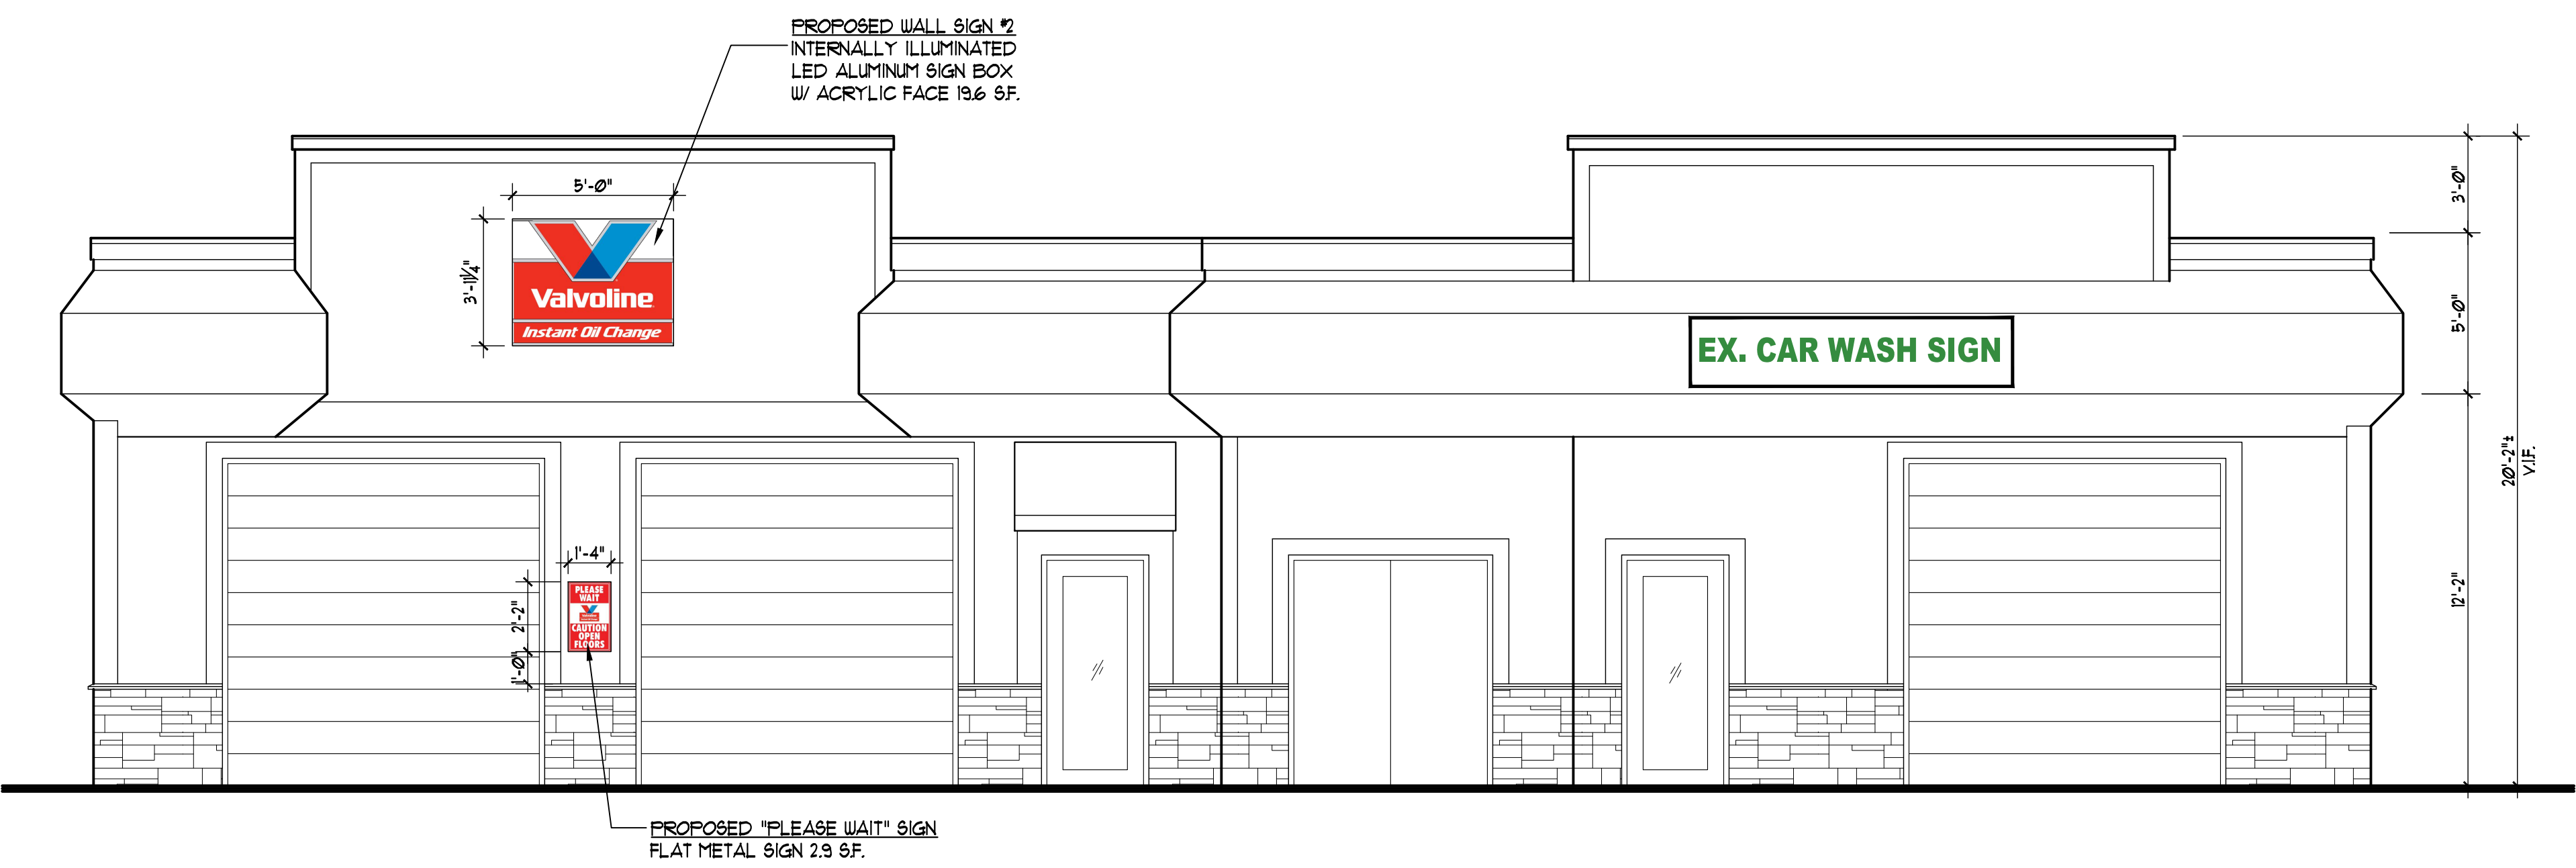 PROPOSED WALL SIGN #2
INTERNALLY ILLUMINATED
LED ALUMINUM SIGN BOX
W/ ACRYLIC FACE 19.6 S.F.
5'-0"
3'-11¼"
Valvoline
Instant Oil Change
EX. CAR WASH SIGN
3'-0"
5'-0"
12'-2"
20'-2"±
V.I.F.
1'-4"
2'-2"
1'-0"
PLEASE
WAIT
CAUTION
OPEN
FLOORS
PROPOSED "PLEASE WAIT" SIGN
FLAT METAL SIGN 2.9 S.F.